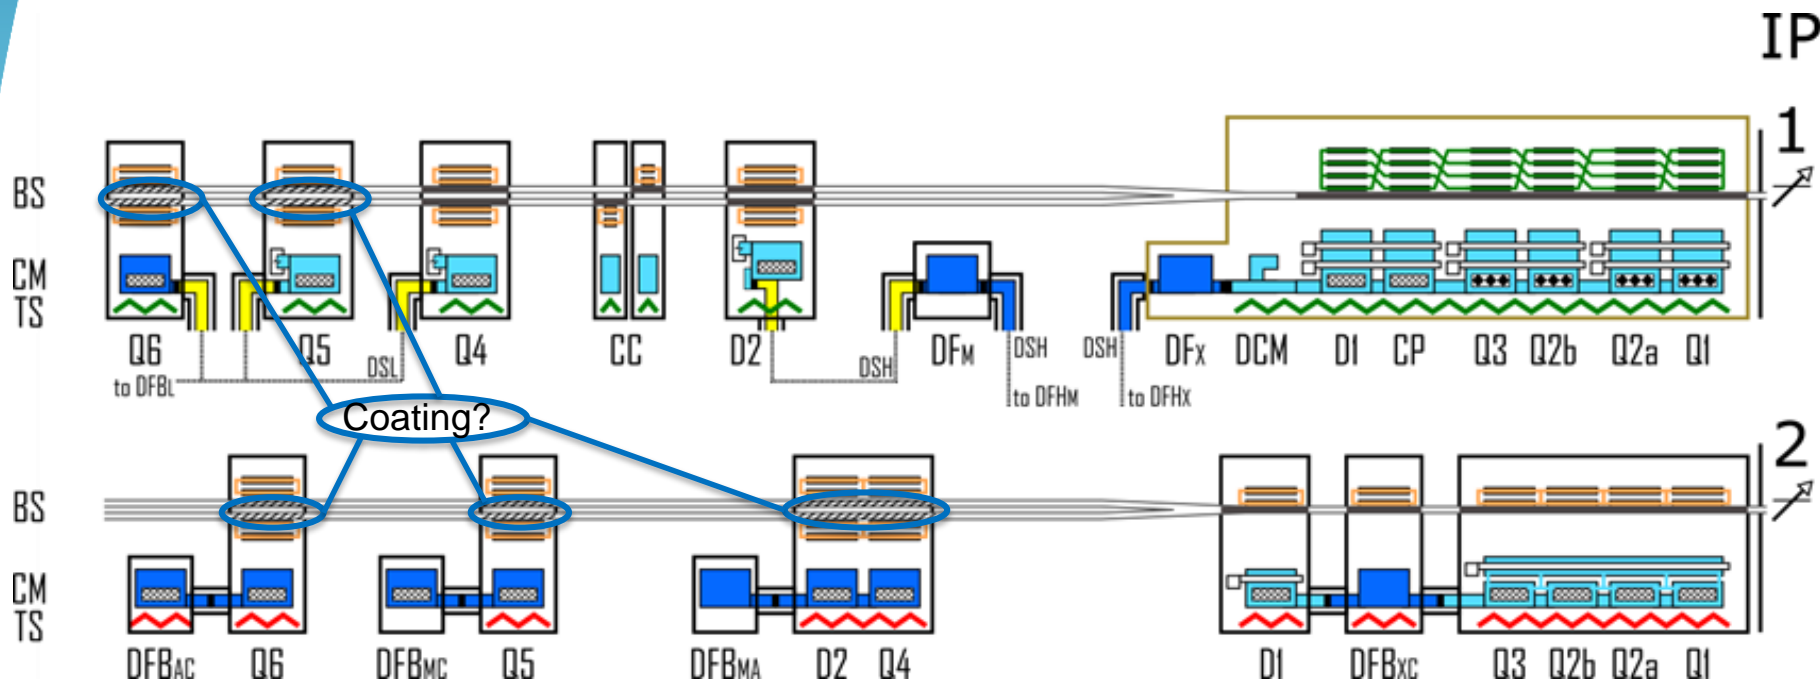 IP
1
BS
CM
TS
Q6 Q5 Q4 CC D2 DFM DSH DSH DFX DCM D1 CP Q3 Q2b Q2a Q1
to DFBL DSL DSH to DFHM to DFHX
Coating?
2
BS
CM
TS
DFBAC Q6 DFBMC Q5 DFBMA D2 Q4 D1 DFBXC Q3 Q2b Q2a Q1